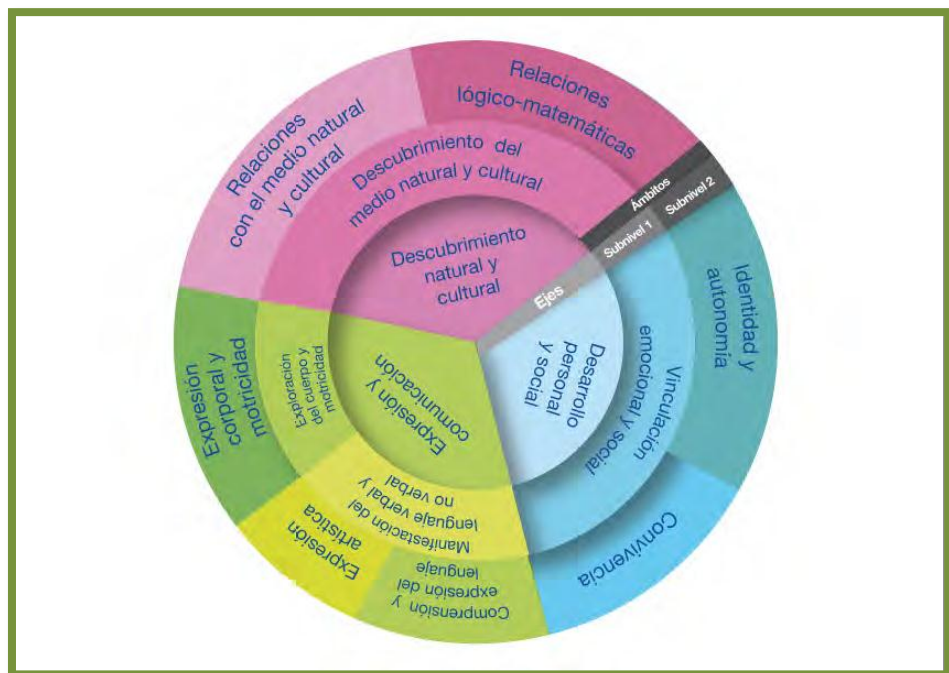 Relaciones
lógico-matemáticas
Relaciones
con el medio natural
y cultural
Descubrimiento del
medio natural y cultural
Descubrimiento
natural y
cultural
Ámbitos
Subnivel 2
Subnivel 1
Ejes
Identidad y
autonomía
Vinculación
emocional y social
Desarrollo
personal
y social
Convivencia
Expresión y
comunicación
Exploración
del cuerpo y
motricidad
Expresión
corporal y
motricidad
Manifestación del
lenguaje verbal y
no verbal
Expresión
artística
Comprensión y
expresión del
lenguaje